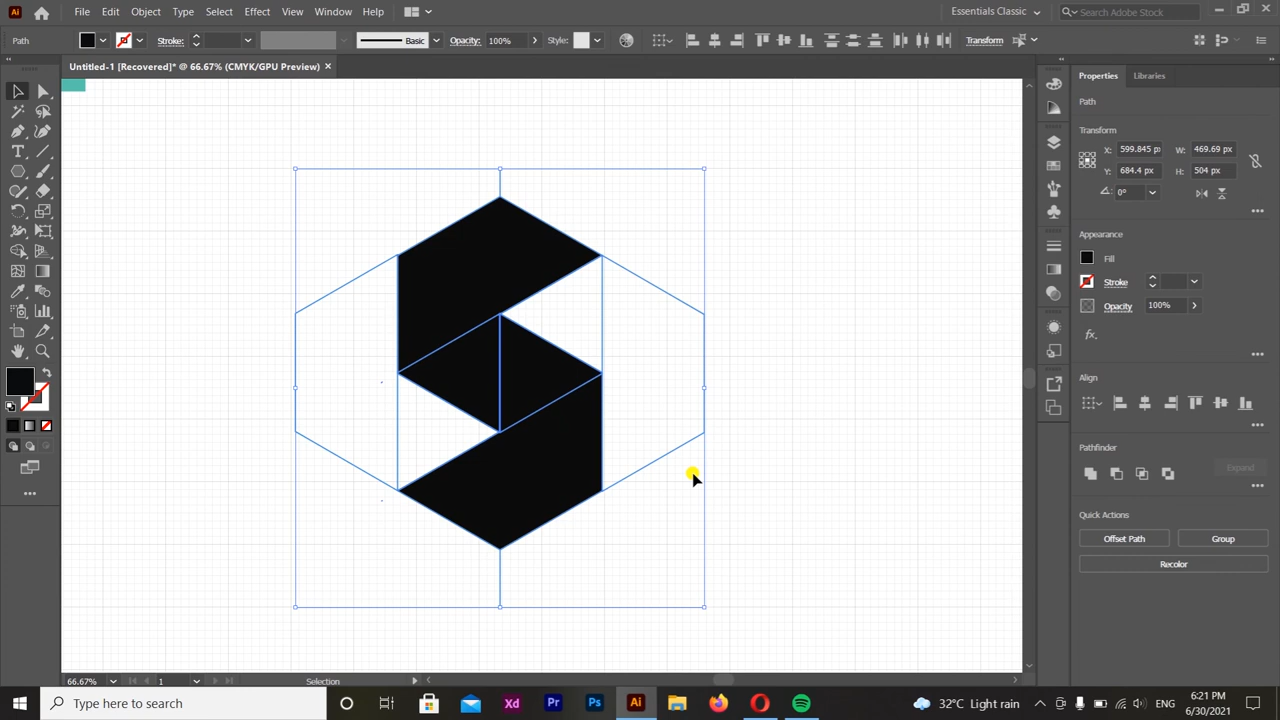 Ai File Edit Object Type Select Effect View Window Help Essentials Classic Search Adobe Stock
Path Stroke: Basic Opacity: 100% Style: Transform
Untitled-1 [Recovered]* @ 66.67% (CMYK/GPU Preview) ×
Properties Libraries
Path
Transform
X: 599.845 p: W: 469.69 px
Y: 684.4 px H: 504 px
0°
Appearance
Fill
Stroke
Opacity 100%
fx.
Align
Pathfinder
Expand
Quick Actions
Offset Path Group
Recolor
66.67% 1 Selection
Type here to search Xd Pr Ps Ai 32°C Light rain ENG 6:21 PM
6/30/2021